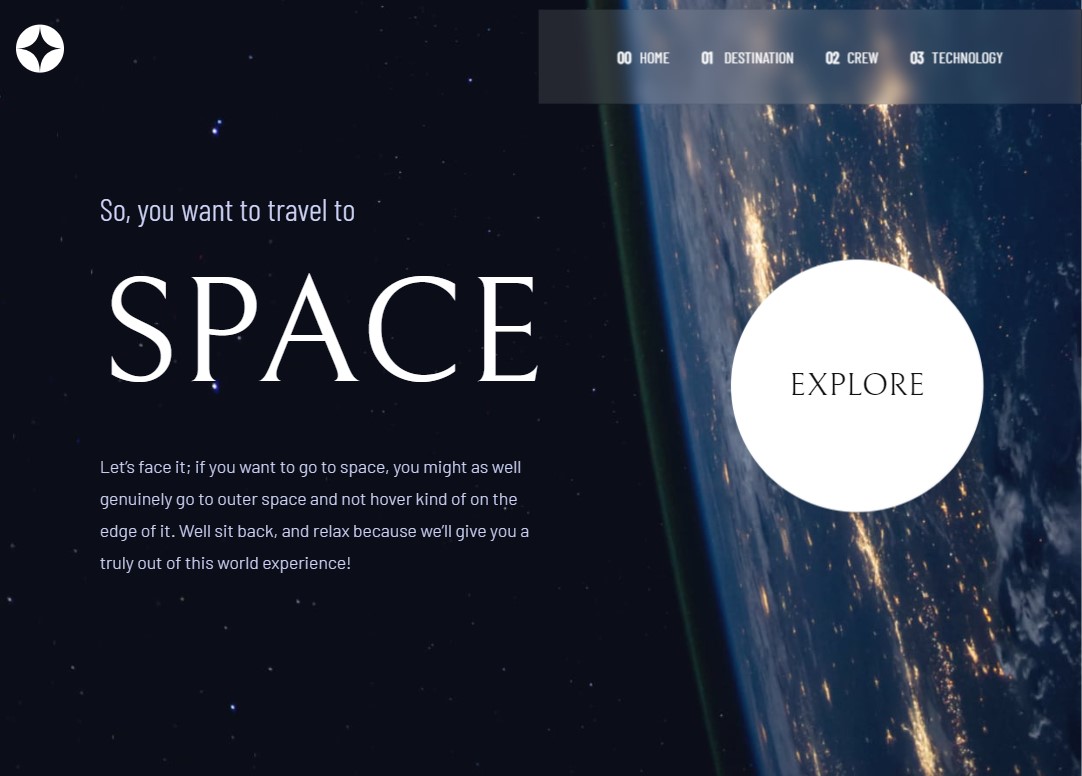 00 HOME 01 DESTINATION 02 CREW 03 TECHNOLOGY
So, you want to travel to
SPACE
EXPLORE
Let's face it; if you want to go to space, you might as well
genuinely go to outer space and not hover kind of on the
edge of it. Well sit back, and relax because we'll give you a
truly out of this world experience!